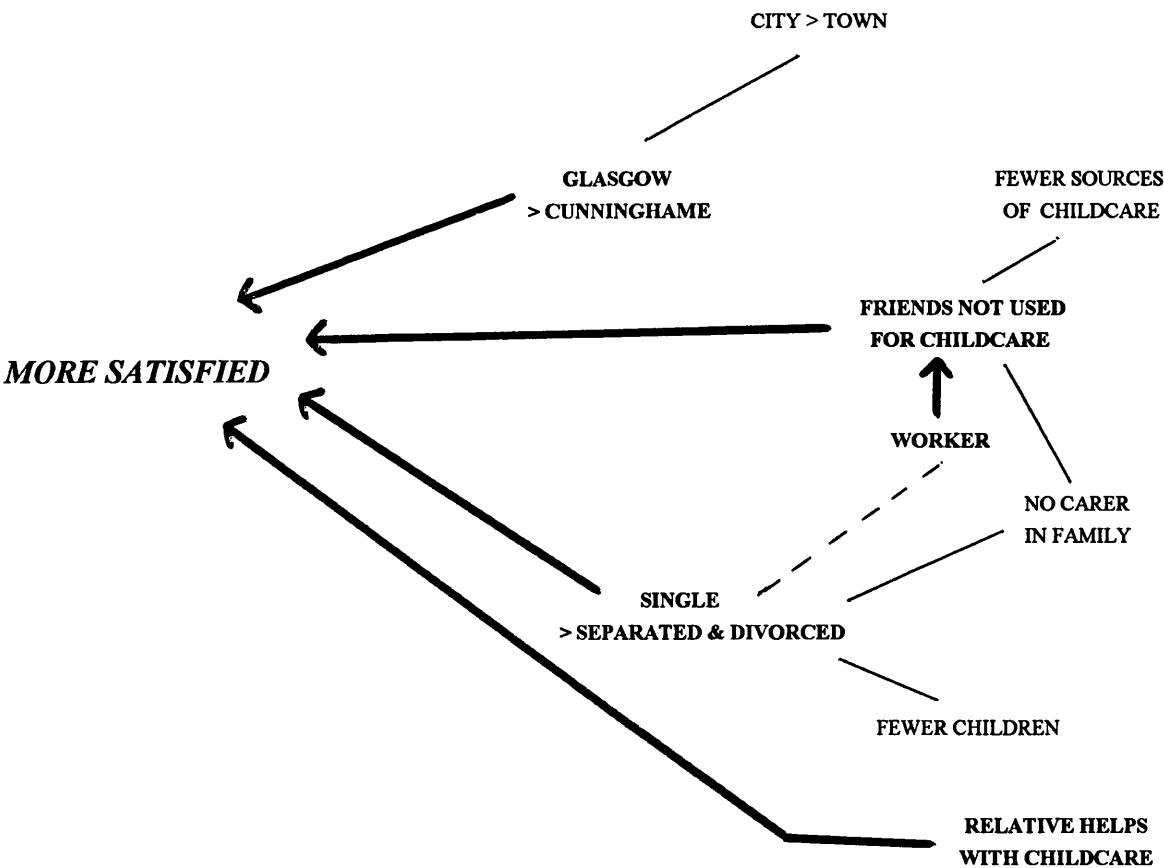 CITY > TOWN
GLASGOW
> CUNNINGHAME
FEWER SOURCES
OF CHILDCARE
FRIENDS NOT USED
FOR CHILDCARE
MORE SATISFIED
WORKER
NO CARER
IN FAMILY
SINGLE
> SEPARATED & DIVORCED
FEWER CHILDREN
RELATIVE HELPS
WITH CHILDCARE